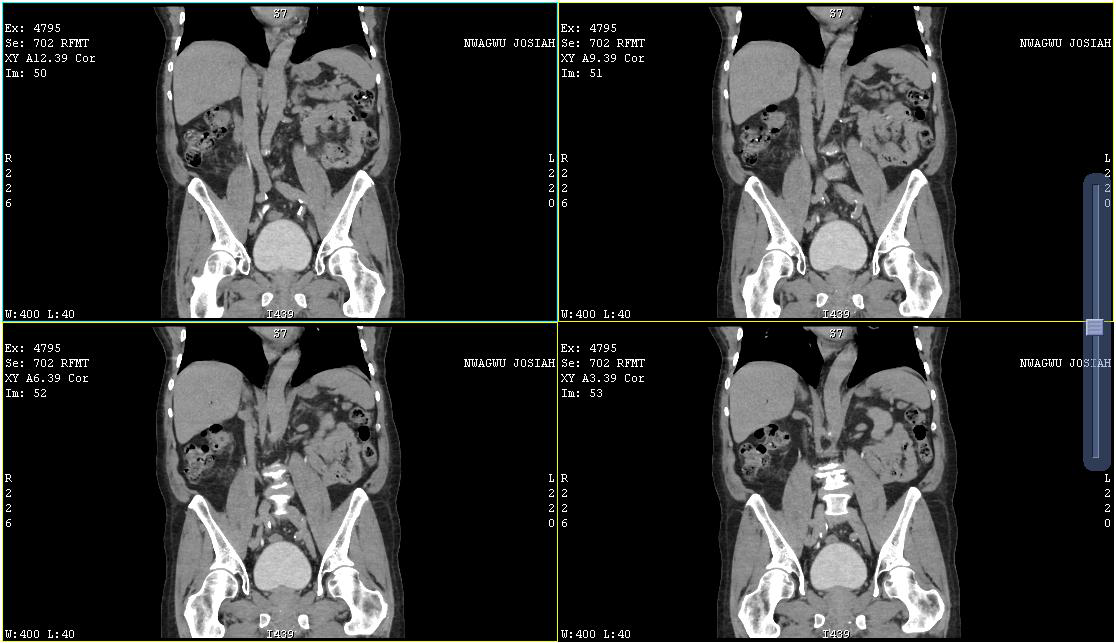 S7
Ex: 4795
Se: 702 RFMT
XY A12.39 Cor
Im: 50
NWAGWU JOSIAH
R
2
2
6
L
2
2
0
W:400 L:40
I439
S7
Ex: 4795
Se: 702 RFMT
XY A9.39 Cor
Im: 51
NWAGWU JOSIAH
R
2
2
6
L
2
2
0
W:400 L:40
I439
S7
Ex: 4795
Se: 702 RFMT
XY A6.39 Cor
Im: 52
NWAGWU JOSIAH
R
2
2
6
L
2
2
0
W:400 L:40
I439
S7
Ex: 4795
Se: 702 RFMT
XY A3.39 Cor
Im: 53
NWAGWU JOSIAH
R
2
2
6
L
2
2
0
W:400 L:40
I439